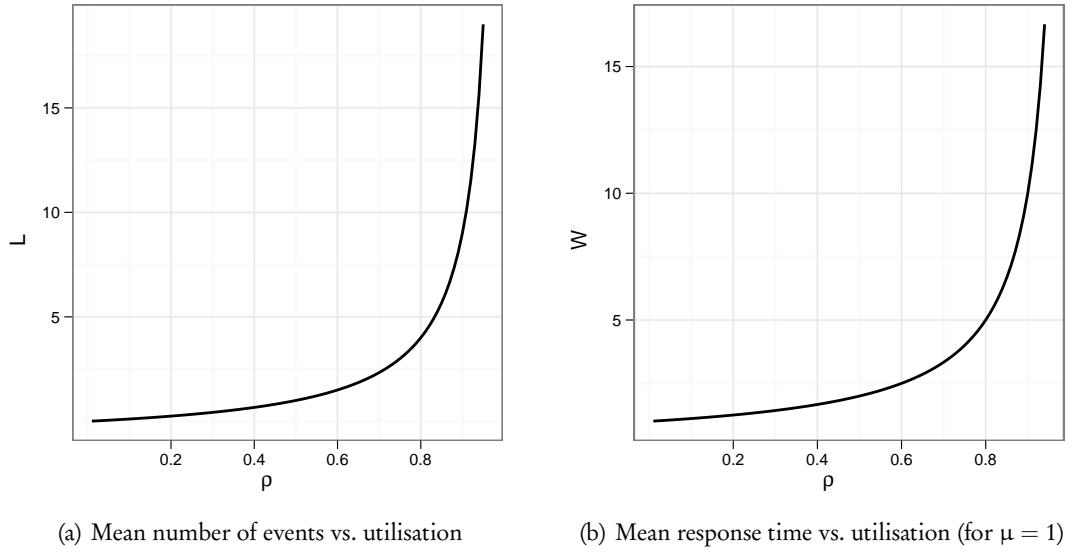 L
15
10
5
0.2 0.4 0.6 0.8
ρ
(a) Mean number of events vs. utilisation
W
15
10
5
0.2 0.4 0.6 0.8
ρ
(b) Mean response time vs. utilisation (for μ = 1)